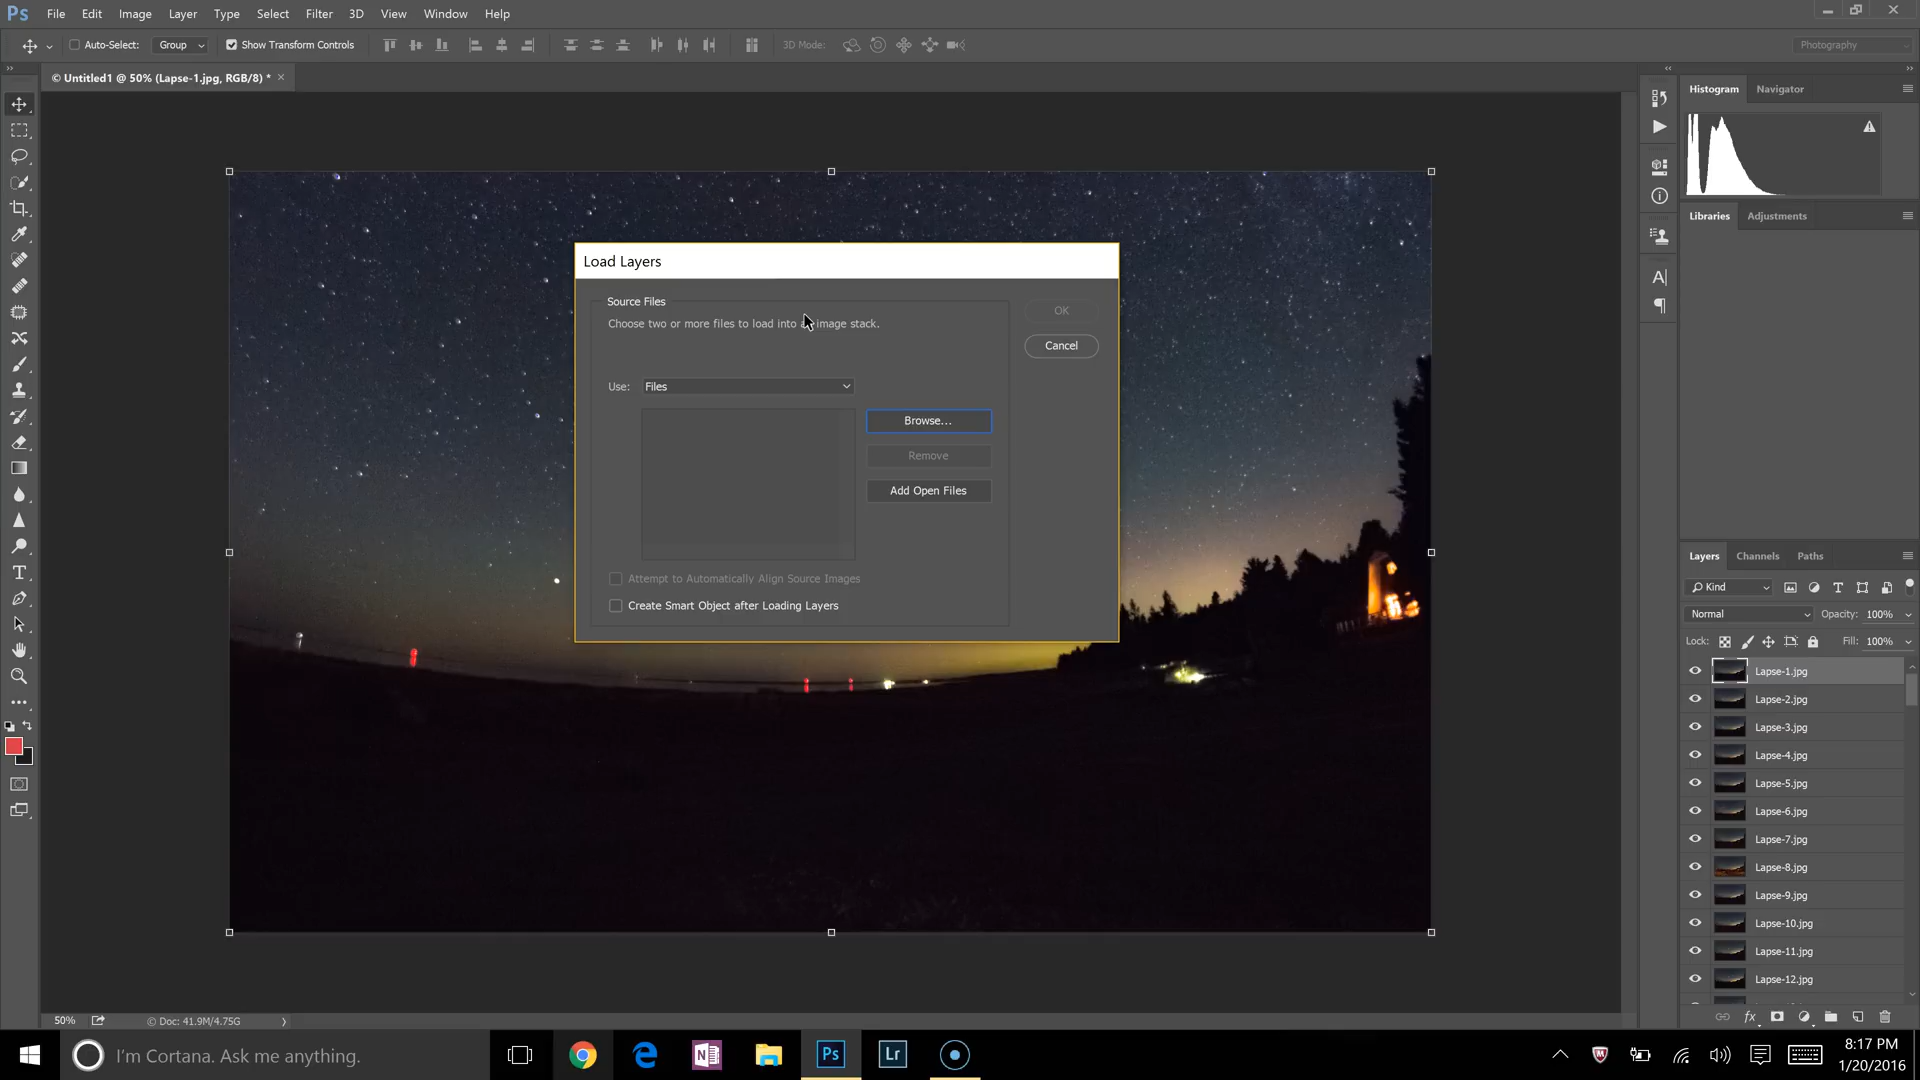 Ps File Edit Image Layer Type Select Filter 3D View Window Help
Auto-Select: Group Show Transform Controls 3D Mode: Photography
© Untitled1 @ 50% (Lapse-1.jpg, RGB/8) * ×
Histogram Navigator
Libraries Adjustments
Load Layers
Source Files
Choose two or more files to load into an image stack.
OK
Cancel
Use: Files
Browse...
Remove
Add Open Files
Attempt to Automatically Align Source Images
Create Smart Object after Loading Layers
Layers Channels Paths
Kind
Normal Opacity: 100%
Lock: Fill: 100%
Lapse-1.jpg
Lapse-2.jpg
Lapse-3.jpg
Lapse-4.jpg
Lapse-5.jpg
Lapse-6.jpg
Lapse-7.jpg
Lapse-8.jpg
Lapse-9.jpg
Lapse-10.jpg
Lapse-11.jpg
Lapse-12.jpg
50% © Doc: 41.9M/4.75G
I'm Cortana. Ask me anything.
Ps Lr
8:17 PM
1/20/2016